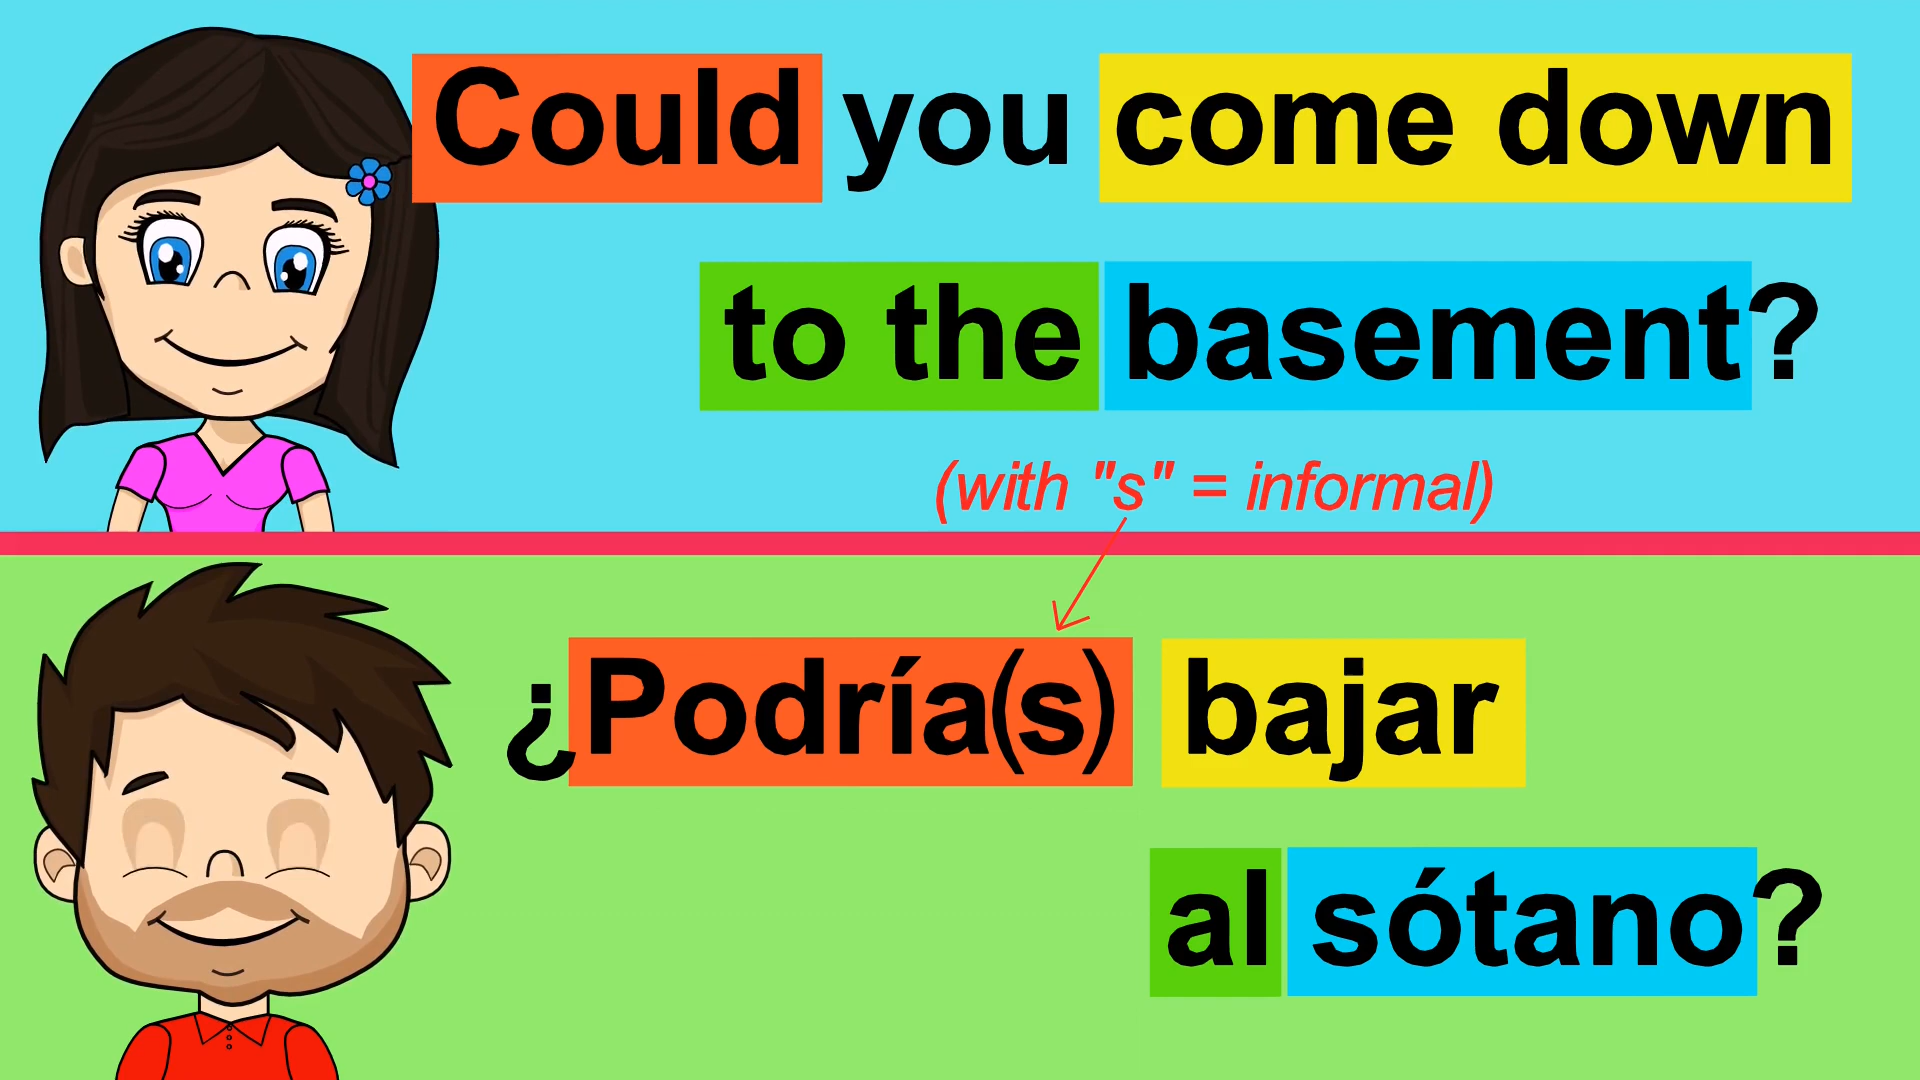 Could you come down
to the basement?
(with "s" = informal)
¿Podría(s) bajar
al sótano?